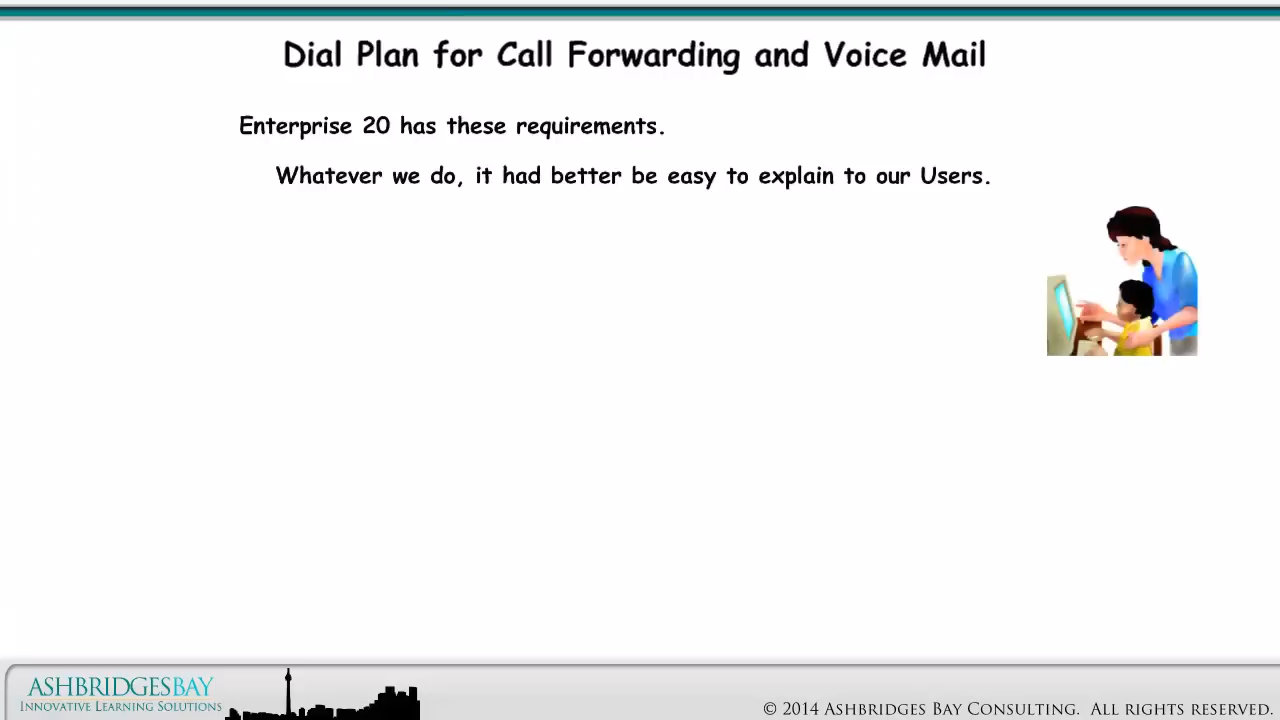 Dial Plan for Call Forwarding and Voice Mail
Enterprise 20 has these requirements.
Whatever we do, it had better be easy to explain to our Users.
ASHBRIDGESBAY
INNOVATIVE LEARNING SOLUTIONS
© 2014 ASHBRIDGES BAY CONSULTING. ALL RIGHTS RESERVED.